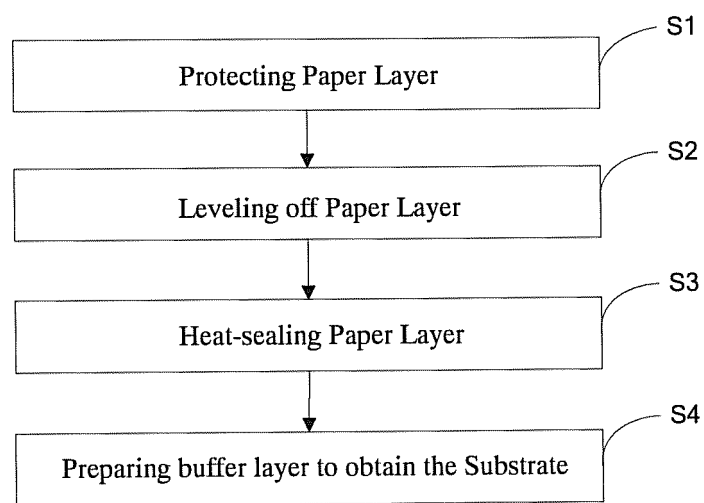 S1
Protecting Paper Layer
S2
Leveling off Paper Layer
S3
Heat-sealing Paper Layer
S4
Preparing buffer layer to obtain the Substrate